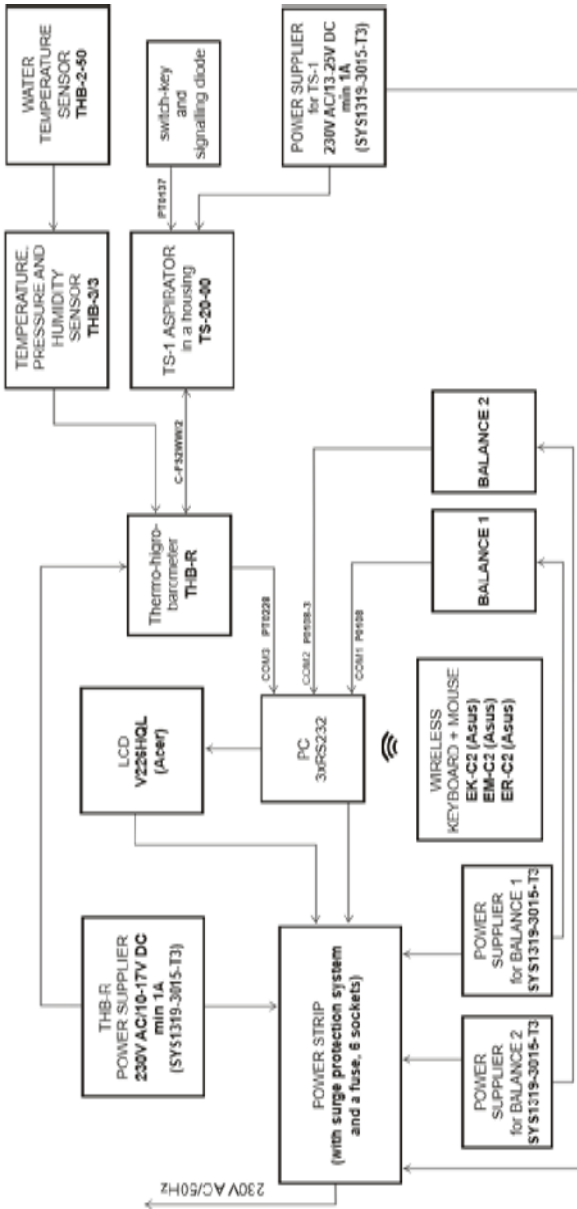 WATER
TEMPERATURE
SENSOR
THB-2-50
switch-key
and
signalling diode
POWER SUPPLIER
for TS-1
230V AC/13-25V DC
min 1A
(SYS1319-3015-T3)
PT0137
TEMPERATURE,
PRESSURE AND
HUMIDITY
SENSOR
THB-3/3
TS-1 ASPIRATOR
in a housing
TS-20-00
Thermo-higro-
barometer
THB-R
COM3 PT0228
COM2 P0108-3
COM1 P0108
BALANCE 2
BALANCE 1
LCD
V226HQL
(Acer)
PC
3xRS232
WIRELESS
KEYBOARD + MOUSE
EK-C2 (Asus)
EM-C2 (Asus)
ER-C2 (Asus)
THB-R
POWER SUPPLIER
230V AC/10-17V DC
min 1A
(SYS1319-3015-T3)
POWER STRIP
(with surge protection system
and a fuse, 6 sockets)
POWER
SUPPLIER
for BALANCE 1
SYS1319-3015-T3
POWER
SUPPLIER
for BALANCE 2
SYS1319-3015-T3
230V AC/50Hz